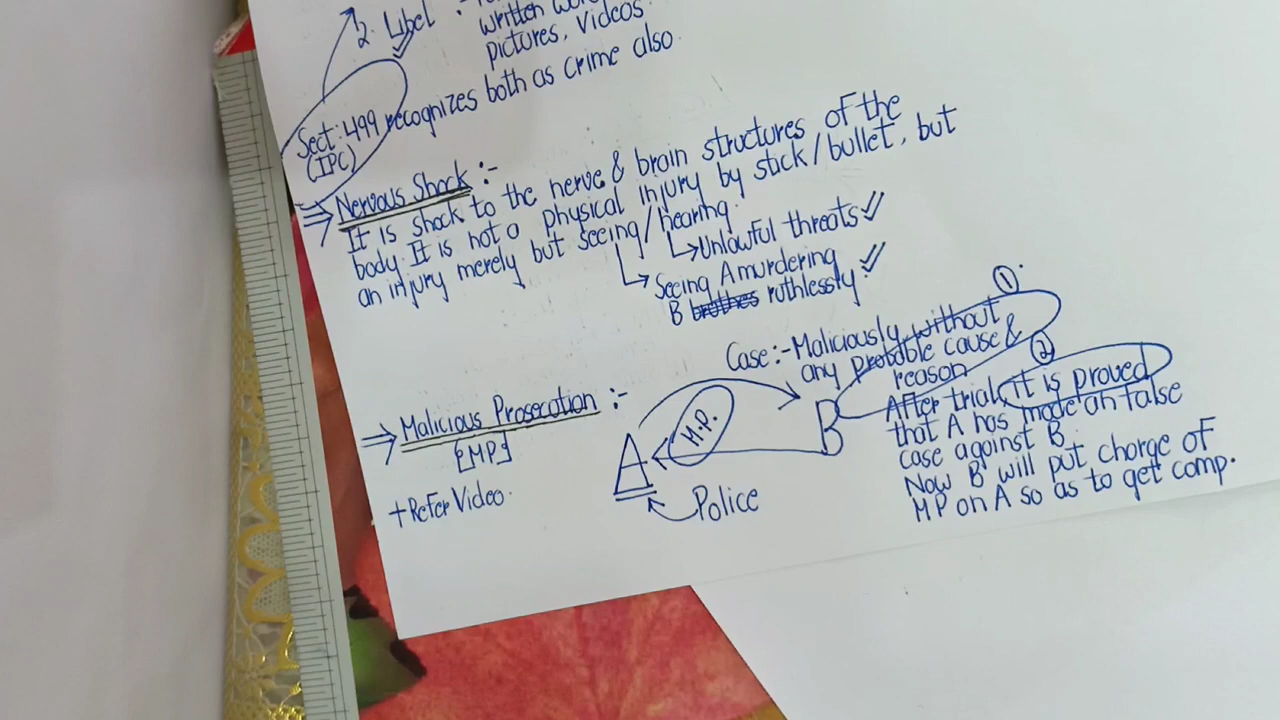 2. Libel :-
written wor
pictures, videos.
Sect: 499 recognizes both as crime also.
(IPC)
⇒ Nervous Shock :-
It is shock to the nerve & brain structures of the
body. It is not a physical injury by stick/bullet, but
an injury merely but seeing/hearing.
↳ Unlawful threats ✓
↳ Seeing A murdering
B brothes ruthlessly ✓
⇒ Malicious Prosecution :-
[MP]
+ Refer Video.
A
M.P.
B
Police
Case:- Maliciously without ①
any probable cause &
reason ②
After trial, it is proved
that A has made an false
case against B.
Now B will put charge of
MP on A so as to get comp.